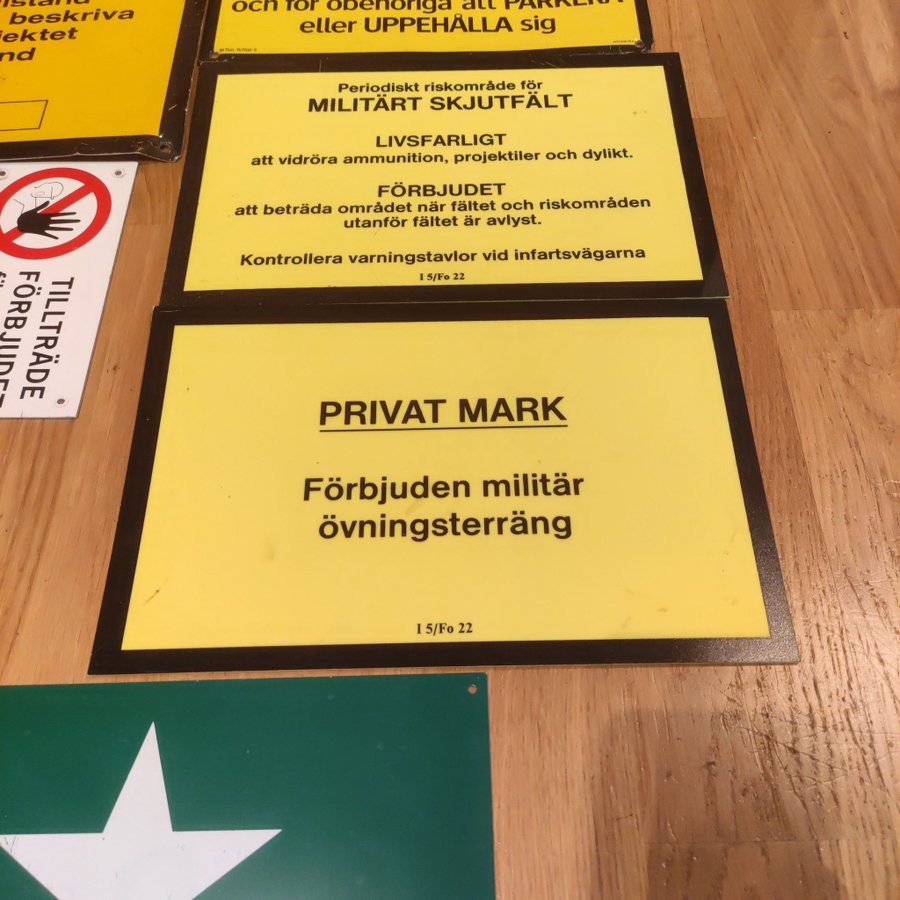 beskriva
och för obehöriga att PARKERA
eller UPPEHÅLLA sig
Periodiskt riskområde för
MILITÄRT SKJUTFÄLT
LIVSFARLIGT
att vidröra ammunition, projektiler och dylikt.
FÖRBJUDET
att beträda området när fältet och riskområden
utanför fältet är avlyst.
Kontrollera varningstavlor vid infartsvägarna
I 5/Fo 22
TILLTRÄDE
FÖRBJUDET
PRIVAT MARK
Förbjuden militär
övningsterräng
I 5/Fo 22